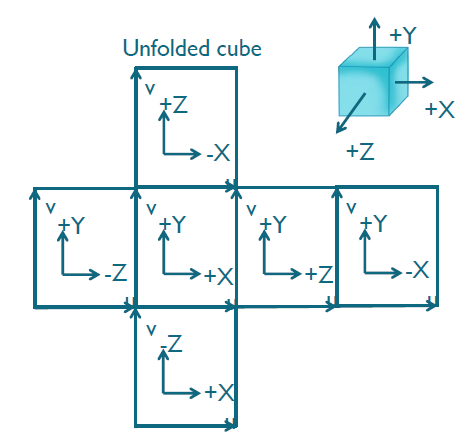 Unfolded cube
+Y
+X
+Z
v
+Z
-X
u
v
+Y
-Z
u
v
+Y
+X
u
v
+Y
+Z
u
v
+Y
-X
u
v
-Z
+X
u